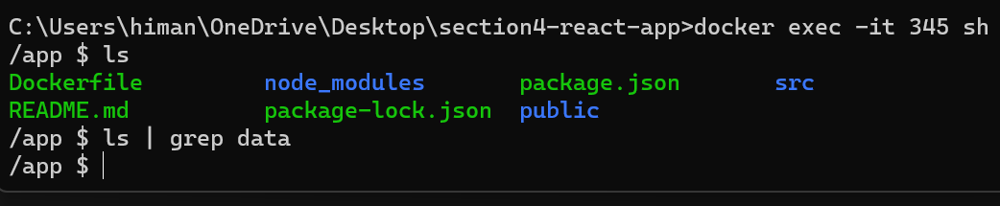 C:\Users\himan\OneDrive\Desktop\section4-react-app>docker exec -it 345 sh
/app $ ls
Dockerfile node_modules package.json src
README.md package-lock.json public
/app $ ls | grep data
/app $